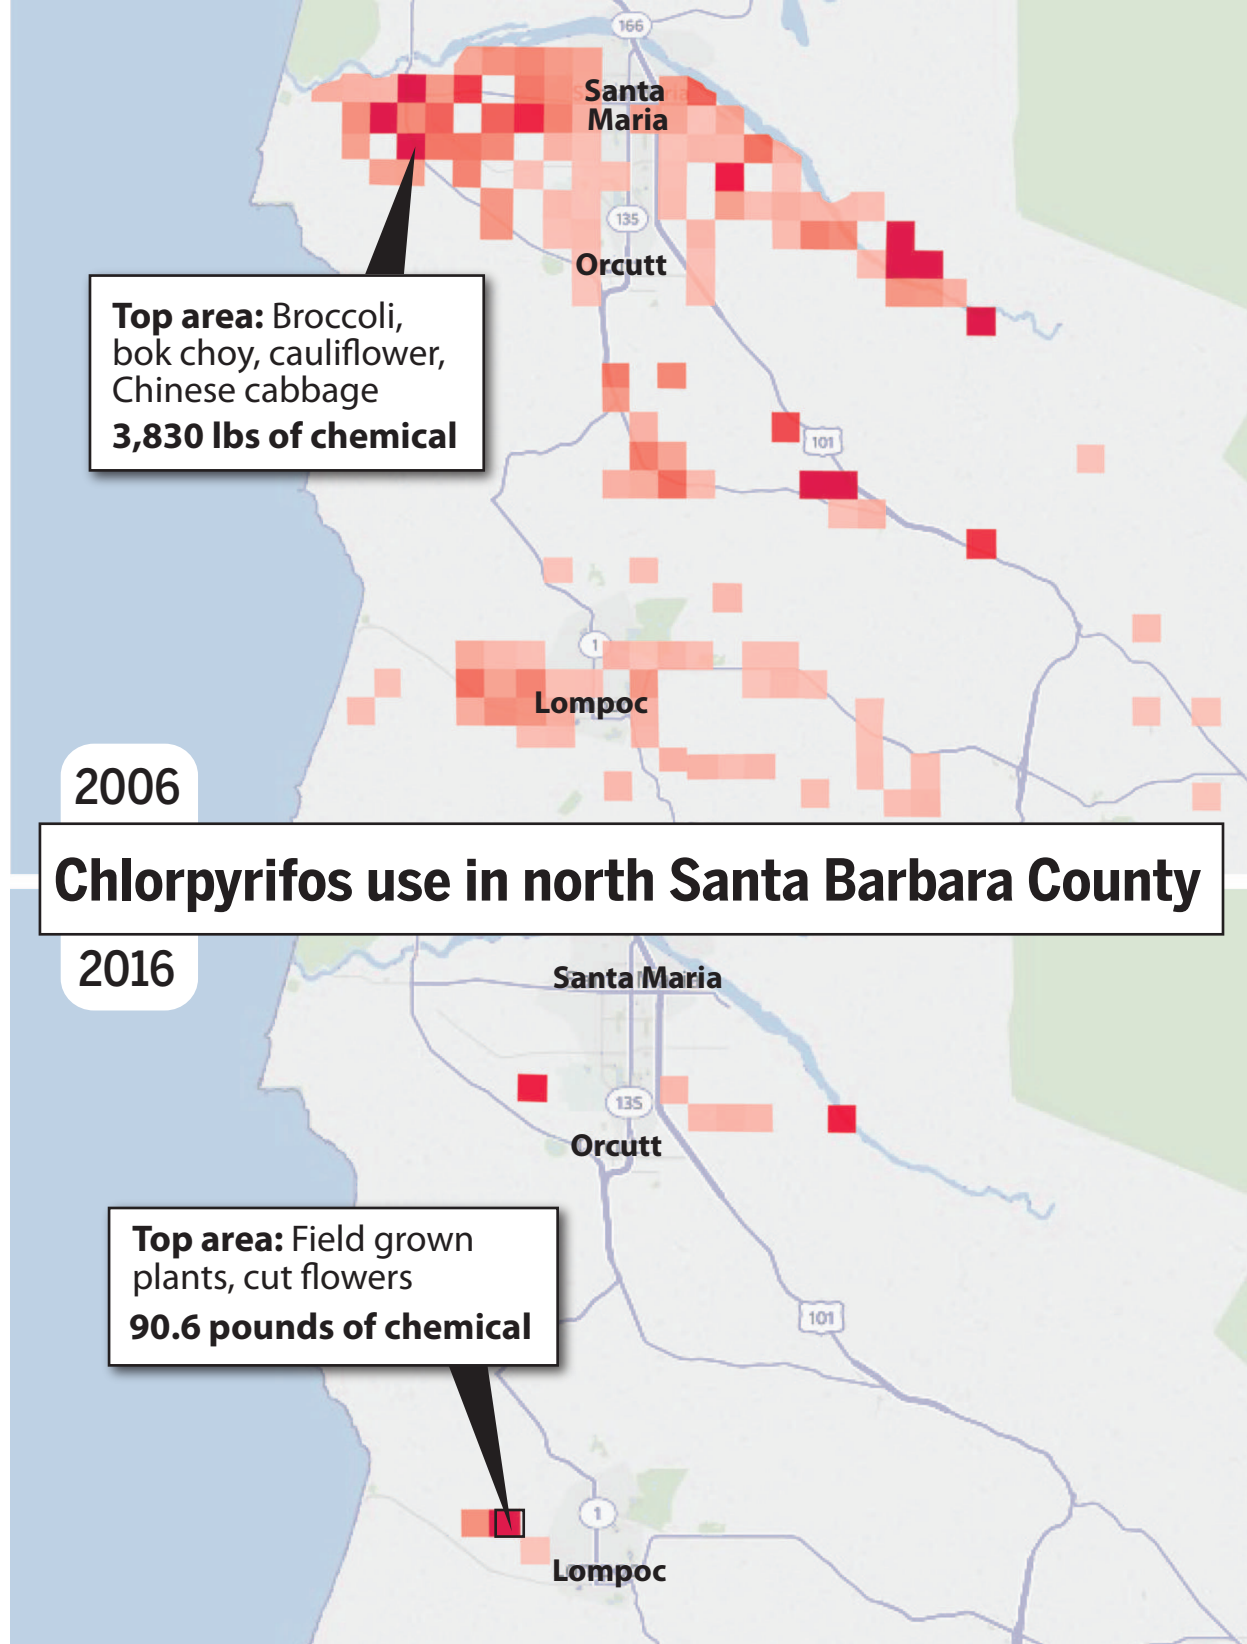 166
Santa
Maria
135
Orcutt
Top area: Broccoli,
bok choy, cauliflower,
Chinese cabbage
3,830 lbs of chemical
101
1
Lompoc
2006
Chlorpyrifos use in north Santa Barbara County
2016
Santa Maria
135
Orcutt
Top area: Field grown
plants, cut flowers
90.6 pounds of chemical
101
1
Lompoc